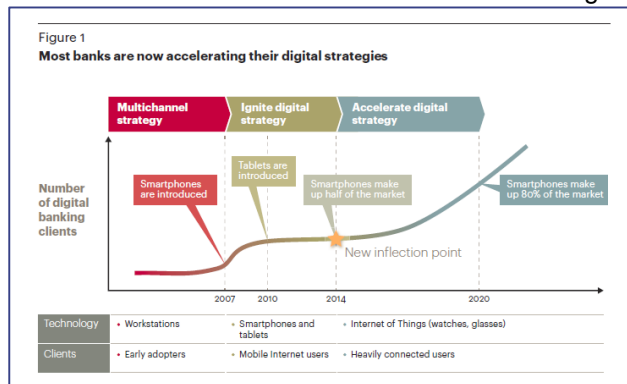 Figure 1
Most banks are now accelerating their digital strategies
Multichannel
strategy
Ignite digital
strategy
Accelerate digital
strategy
Number
of digital
banking
clients
Smartphones
are introduced
Tablets are
introduced
Smartphones make
up half of the market
Smartphones make
up 80% of the market
New inflection point
2007
2010
2014
2020
Technology
• Workstations
• Smartphones and
tablets
• Internet of Things (watches, glasses)
Clients
• Early adopters
• Mobile Internet users
• Heavily connected users